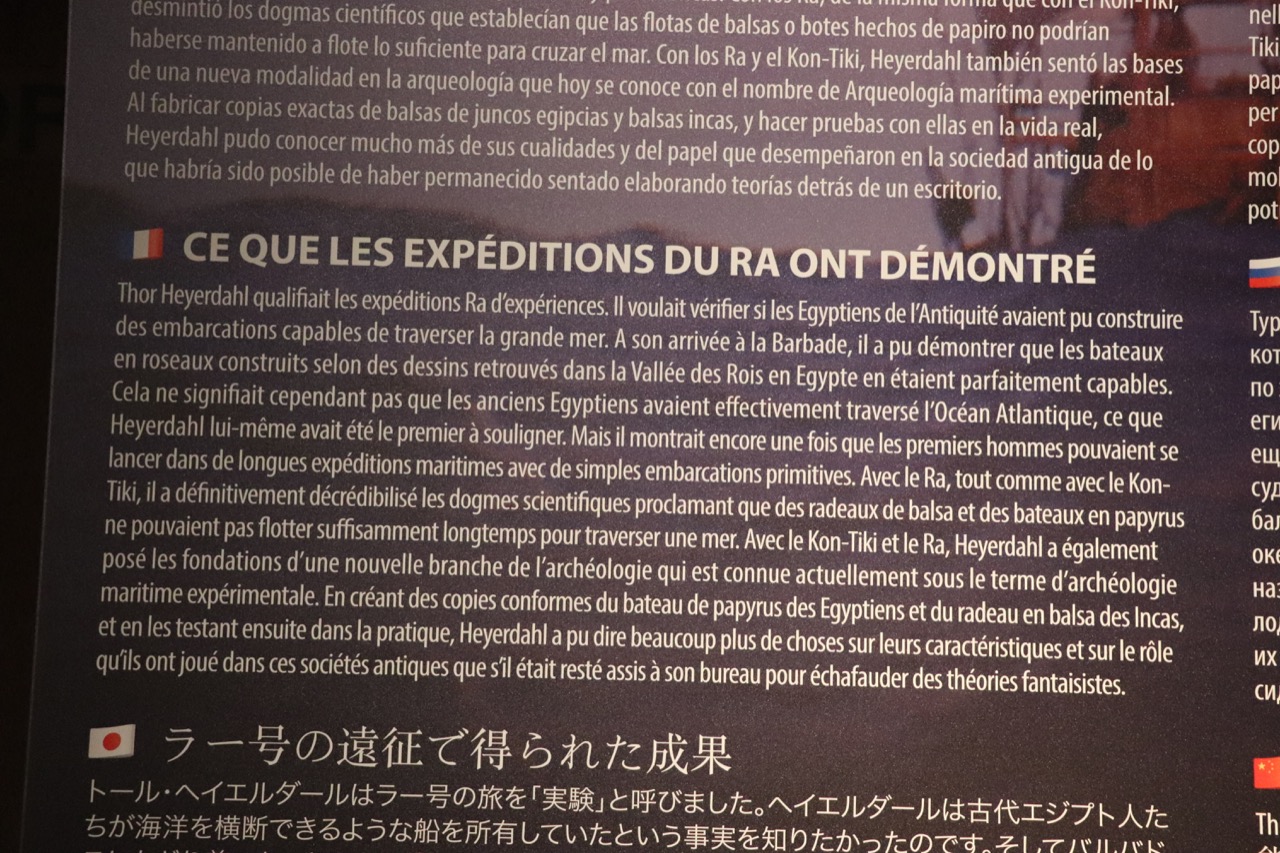 desmintió los dogmas científicos que establecían que las flotas de balsas o botes hechos de papiro no podrían
haberse mantenido a flote lo suficiente para cruzar el mar. Con los Ra y el Kon-Tiki, Heyerdahl también sentó las bases
de una nueva modalidad en la arqueología que hoy se conoce con el nombre de Arqueología marítima experimental.
Al fabricar copias exactas de balsas de juncos egipcias y balsas incas, y hacer pruebas con ellas en la vida real,
Heyerdahl pudo conocer mucho más de sus cualidades y del papel que desempeñaron en la sociedad antigua de lo
que habría sido posible de haber permanecido sentado elaborando teorías detrás de un escritorio.
CE QUE LES EXPÉDITIONS DU RA ONT DÉMONTRÉ
Thor Heyerdahl qualifiait les expéditions Ra d'expériences. Il voulait vérifier si les Egyptiens de l'Antiquité avaient pu construire
des embarcations capables de traverser la grande mer. A son arrivée à la Barbade, il a pu démontrer que les bateaux
en roseaux construits selon des dessins retrouvés dans la Vallée des Rois en Egypte en étaient parfaitement capables.
Cela ne signifiait cependant pas que les anciens Egyptiens avaient effectivement traversé l'Océan Atlantique, ce que
Heyerdahl lui-même avait été le premier à souligner. Mais il montrait encore une fois que les premiers hommes pouvaient se
lancer dans de longues expéditions maritimes avec de simples embarcations primitives. Avec le Ra, tout comme avec le Kon-
Tiki, il a définitivement décrédibilisé les dogmes scientifiques proclamant que des radeaux de balsa et des bateaux en papyrus
ne pouvaient pas flotter suffisamment longtemps pour traverser une mer. Avec le Kon-Tiki et le Ra, Heyerdahl a également
posé les fondations d'une nouvelle branche de l'archéologie qui est connue actuellement sous le terme d'archéologie
maritime expérimentale. En créant des copies conformes du bateau de papyrus des Egyptiens et du radeau en balsa des Incas,
et en les testant ensuite dans la pratique, Heyerdahl a pu dire beaucoup plus de choses sur leurs caractéristiques et sur le rôle
qu'ils ont joué dans ces sociétés antiques que s'il était resté assis à son bureau pour échafauder des théories fantaisistes.
ラー号の遠征で得られた成果
トール・ヘイエルダールはラー号の旅を「実験」と呼びました。ヘイエルダールは古代エジプト人た
ちが海洋を横断できるような船を所有していたという事実を知りたかったのです。そしてバルバド
nell
Tiki
pap
per
cop
mol
pot
Тур
кот
по
еги
ещ
суд
бал
оке
наз
лод
их
сид
Th